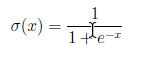 σ(x) = 1 / (1 + e^{-x})